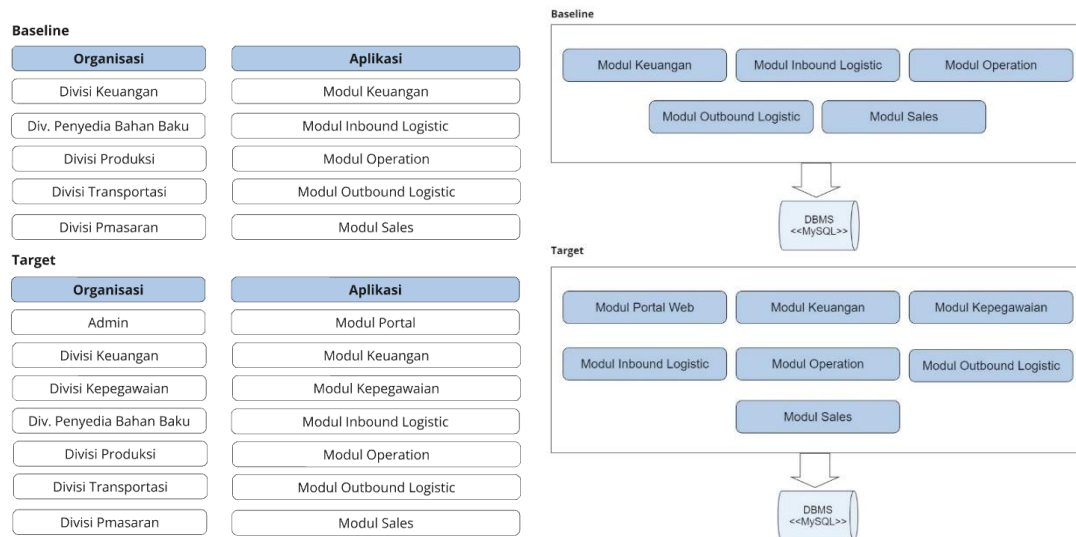 Baseline
Organisasi
Aplikasi
Divisi Keuangan
Modul Keuangan
Div. Penyedia Bahan Baku
Modul Inbound Logistic
Divisi Produksi
Modul Operation
Divisi Transportasi
Modul Outbound Logistic
Divisi Pmasaran
Modul Sales
Target
Organisasi
Aplikasi
Admin
Modul Portal
Divisi Keuangan
Modul Keuangan
Divisi Kepegawaian
Modul Kepegawaian
Div. Penyedia Bahan Baku
Modul Inbound Logistic
Divisi Produksi
Modul Operation
Divisi Transportasi
Modul Outbound Logistic
Divisi Pmasaran
Modul Sales
Baseline
Modul Keuangan
Modul Inbound Logistic
Modul Operation
Modul Outbound Logistic
Modul Sales
DBMS
<<MySQL>>
Target
Modul Portal Web
Modul Keuangan
Modul Kepegawaian
Modul Inbound Logistic
Modul Operation
Modul Outbound Logistic
Modul Sales
DBMS
<<MySQL>>